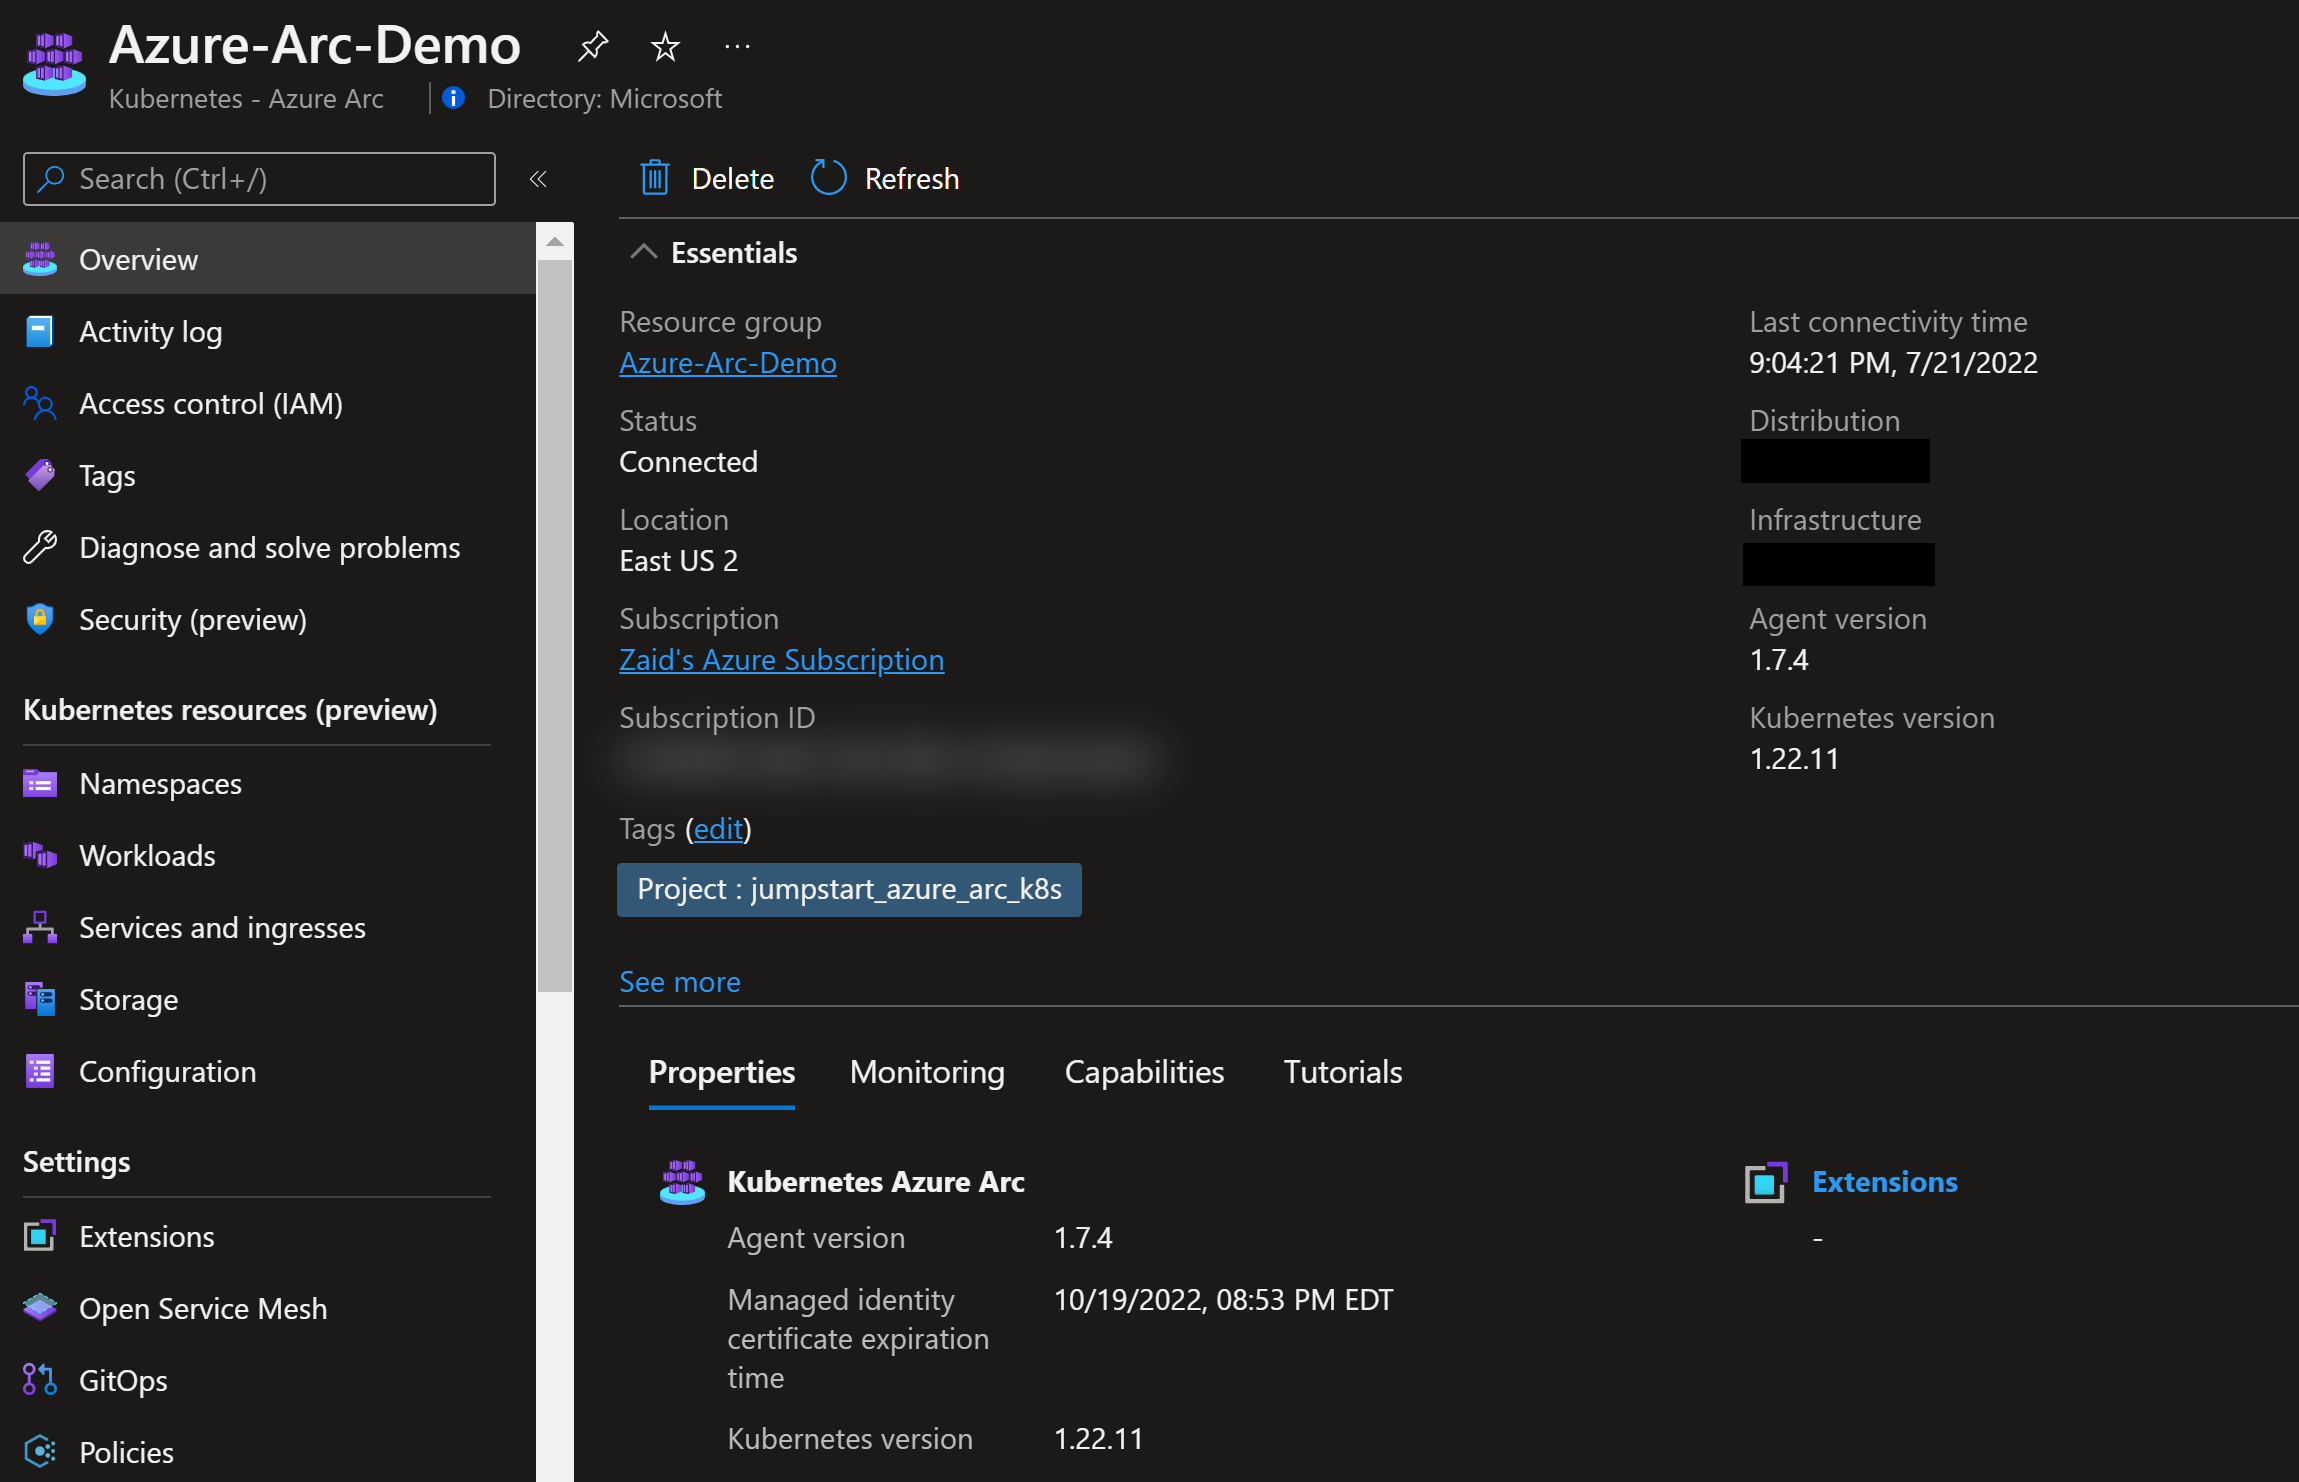 Azure-Arc-Demo
Kubernetes - Azure Arc
Directory: Microsoft
Search (Ctrl+/)
Overview
Activity log
Access control (IAM)
Tags
Diagnose and solve problems
Security (preview)
Kubernetes resources (preview)
Namespaces
Workloads
Services and ingresses
Storage
Configuration
Settings
Extensions
Open Service Mesh
GitOps
Policies
Delete
Refresh
Essentials
Resource group
Azure-Arc-Demo
Status
Connected
Location
East US 2
Subscription
Zaid's Azure Subscription
Subscription ID
Tags (edit)
Project : jumpstart_azure_arc_k8s
See more
Last connectivity time
9:04:21 PM, 7/21/2022
Distribution
Infrastructure
Agent version
1.7.4
Kubernetes version
1.22.11
Properties
Monitoring
Capabilities
Tutorials
Kubernetes Azure Arc
Agent version
1.7.4
Managed identity
certificate expiration
time
10/19/2022, 08:53 PM EDT
Kubernetes version
1.22.11
Extensions
-